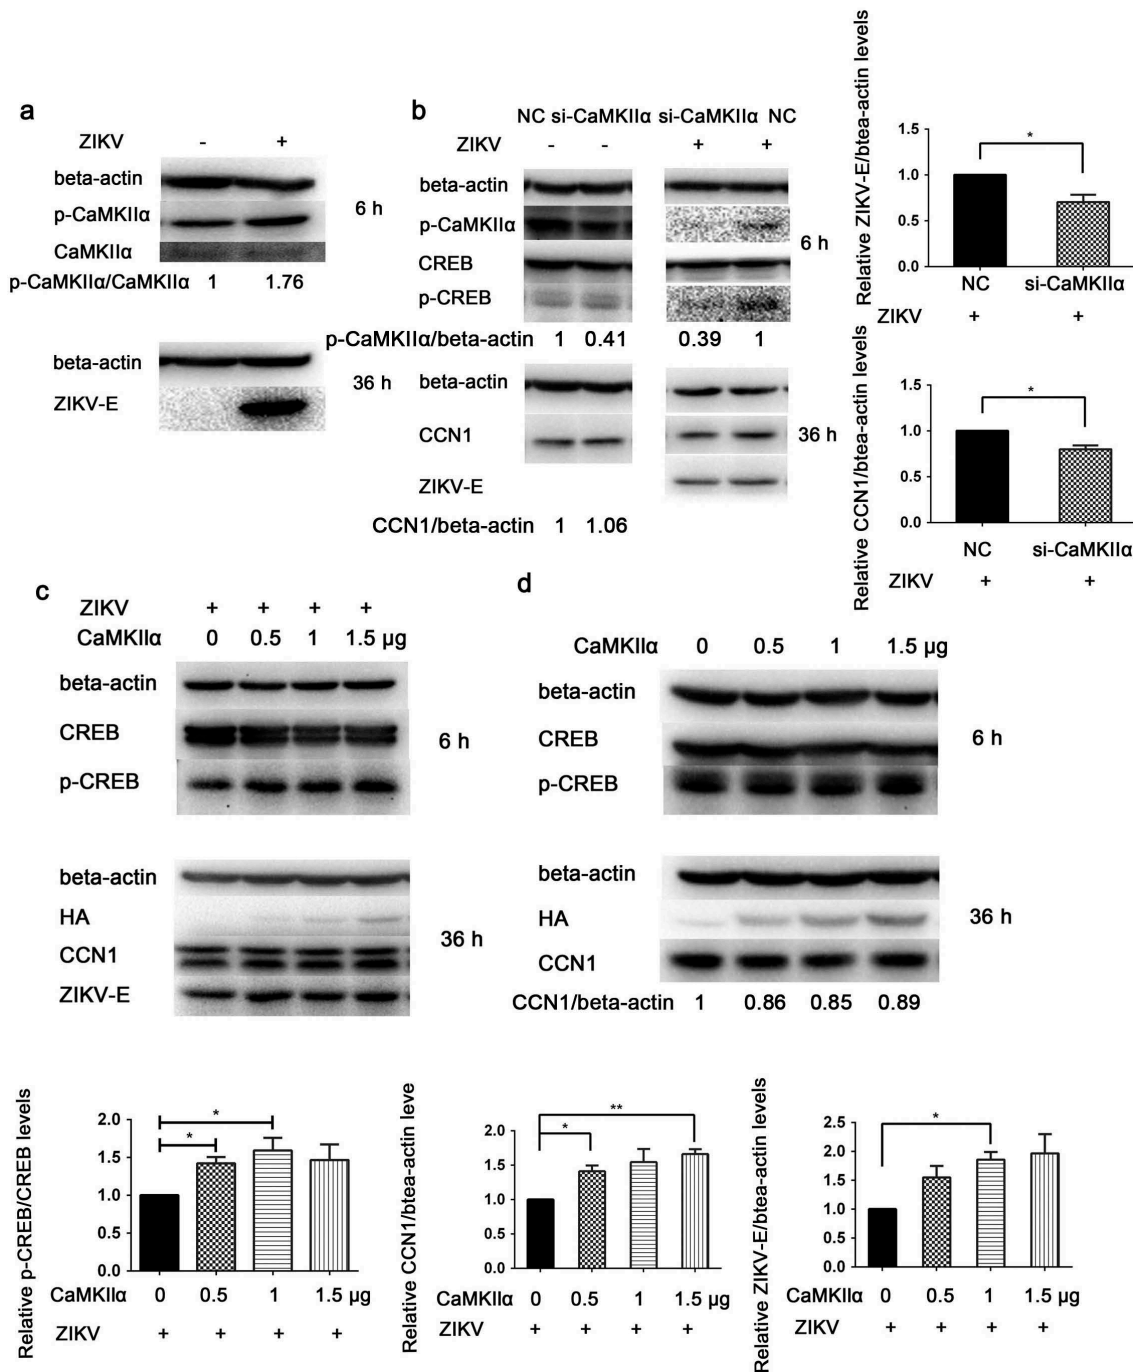 a
ZIKV - +
beta-actin
p-CaMKIIα
CaMKIIα
6 h
p-CaMKIIα/CaMKIIα 1 1.76
beta-actin
ZIKV-E
36 h
b
NC si-CaMKIIα si-CaMKIIα NC
ZIKV - - + +
beta-actin
p-CaMKIIα
CREB
p-CREB
6 h
p-CaMKIIα/beta-actin 1 0.41 0.39 1
beta-actin
CCN1
ZIKV-E
36 h
CCN1/beta-actin 1 1.06
Relative ZIKV-E/btea-actin levels
1.5
1.0
0.5
0.0
*
NC si-CaMKIIα
ZIKV + +
Relative CCN1/btea-actin levels
1.5
1.0
0.5
0.0
*
NC si-CaMKIIα
ZIKV + +
c
ZIKV + + + +
CaMKIIα 0 0.5 1 1.5 µg
beta-actin
CREB
p-CREB
6 h
beta-actin
HA
CCN1
ZIKV-E
36 h
d
CaMKIIα 0 0.5 1 1.5 µg
beta-actin
CREB
p-CREB
6 h
beta-actin
HA
CCN1
36 h
CCN1/beta-actin 1 0.86 0.85 0.89
Relative p-CREB/CREB levels
2.0
1.5
1.0
0.5
0.0
*
*
CaMKIIα 0 0.5 1 1.5 µg
ZIKV + + + +
Relative CCN1/btea-actin leve
2.0
1.5
1.0
0.5
0.0
**
*
CaMKIIα 0 0.5 1 1.5 µg
ZIKV + + + +
Relative ZIKV-E/btea-actin levels
2.5
2.0
1.5
1.0
0.5
0.0
*
CaMKIIα 0 0.5 1 1.5 µg
ZIKV + + + +